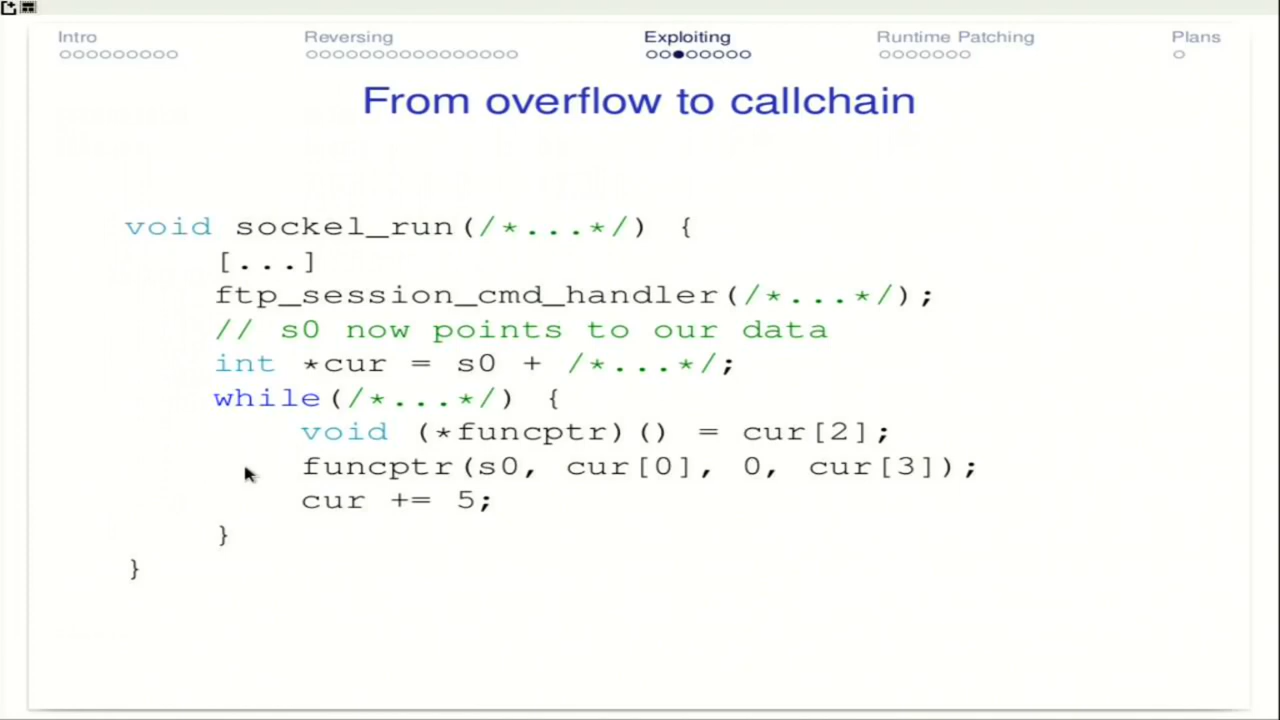 Intro Reversing Exploiting Runtime Patching Plans
From overflow to callchain
void sockel_run(/*...*/) {
[...]
ftp_session_cmd_handler(/*...*/);
// s0 now points to our data
int *cur = s0 + /*...*/;
while(/*...*/) {
void (*funcptr)() = cur[2];
funcptr(s0, cur[0], 0, cur[3]);
cur += 5;
}
}